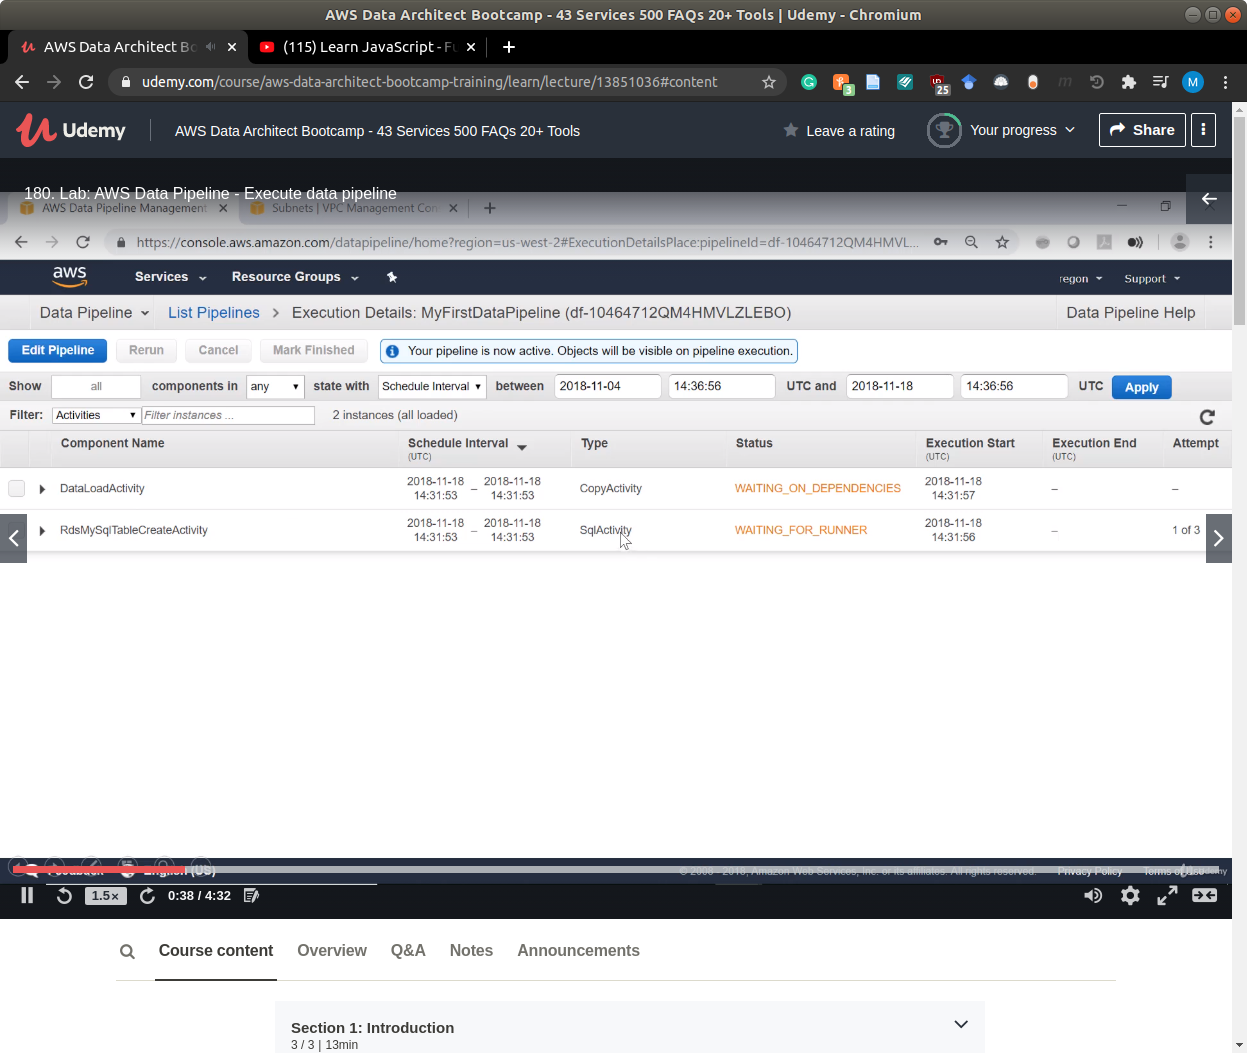 AWS Data Architect Bootcamp - 43 Services 500 FAQs 20+ Tools | Udemy - Chromium
AWS Data Architect Bo
(115) Learn JavaScript - Fu
udemy.com/course/aws-data-architect-bootcamp-training/learn/lecture/13851036#content
3
25
M
Udemy
AWS Data Architect Bootcamp - 43 Services 500 FAQs 20+ Tools
Leave a rating
Your progress
Share
180. Lab: AWS Data Pipeline - Execute data pipeline
AWS Data Pipeline Management
Subnets | VPC Management Con
https://console.aws.amazon.com/datapipeline/home?region=us-west-2#ExecutionDetailsPlace:pipelineId=df-10464712QM4HMVL...
aws
Services
Resource Groups
regon
Support
Data Pipeline
List Pipelines
Execution Details: MyFirstDataPipeline (df-10464712QM4HMVLZLEBO)
Data Pipeline Help
Edit Pipeline
Rerun
Cancel
Mark Finished
Your pipeline is now active. Objects will be visible on pipeline execution.
Show all components in any state with Schedule Interval between 2018-11-04 14:36:56 UTC and 2018-11-18 14:36:56 UTC Apply
Filter: Activities Filter instances ... 2 instances (all loaded)
Component Name Schedule Interval Type Status Execution Start Execution End Attempt
(UTC) (UTC) (UTC)
DataLoadActivity 2018-11-18 14:31:53 – 2018-11-18 14:31:53 CopyActivity WAITING_ON_DEPENDENCIES 2018-11-18 14:31:57 – –
RdsMySqlTableCreateActivity 2018-11-18 14:31:53 – 2018-11-18 14:31:53 SqlActivity WAITING_FOR_RUNNER 2018-11-18 14:31:56 – 1 of 3
Feedback English (US)
© 2008 - 2018, Amazon Web Services, Inc. or its affiliates. All rights reserved. Privacy Policy Terms of Use
1.5x
0:38 / 4:32
Course content
Overview
Q&A
Notes
Announcements
Section 1: Introduction
3 / 3 | 13min